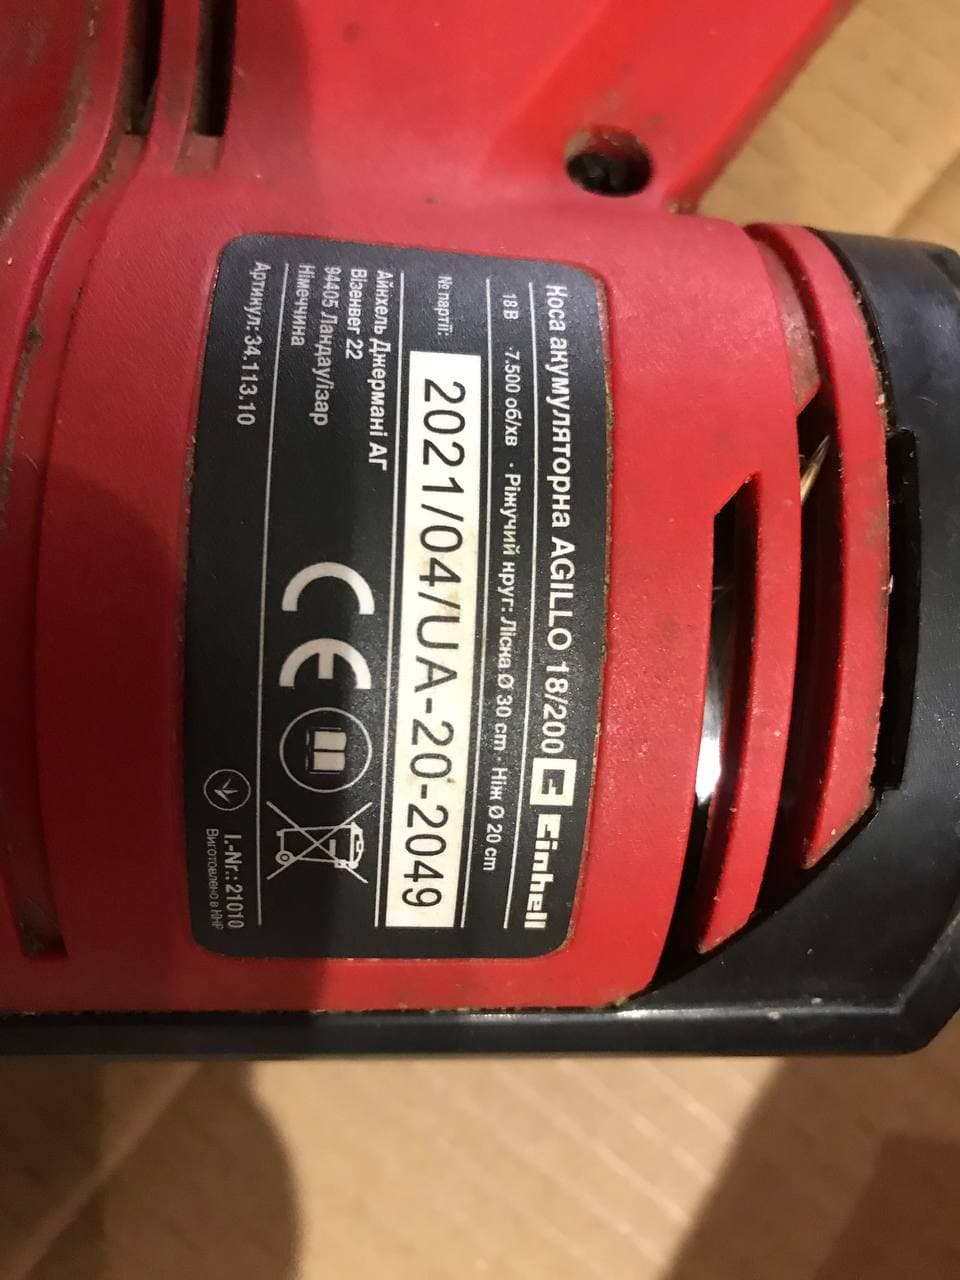 Коса акумуляторна AGILLO 18/200 E einhell
18 В · 7.500 об/хв · Ріжучий круг: Лісна Ø 30 cm · Ніж Ø 20 cm
№ партії: 2021/04/UA-20-2049
Айнхель Джермані АГ
Візенвег 22
94405 Ландау/Ізар
Німеччина
CE
Артикул: 34.113.10
I.-Nr.: 21010
Виготовлено в КНР